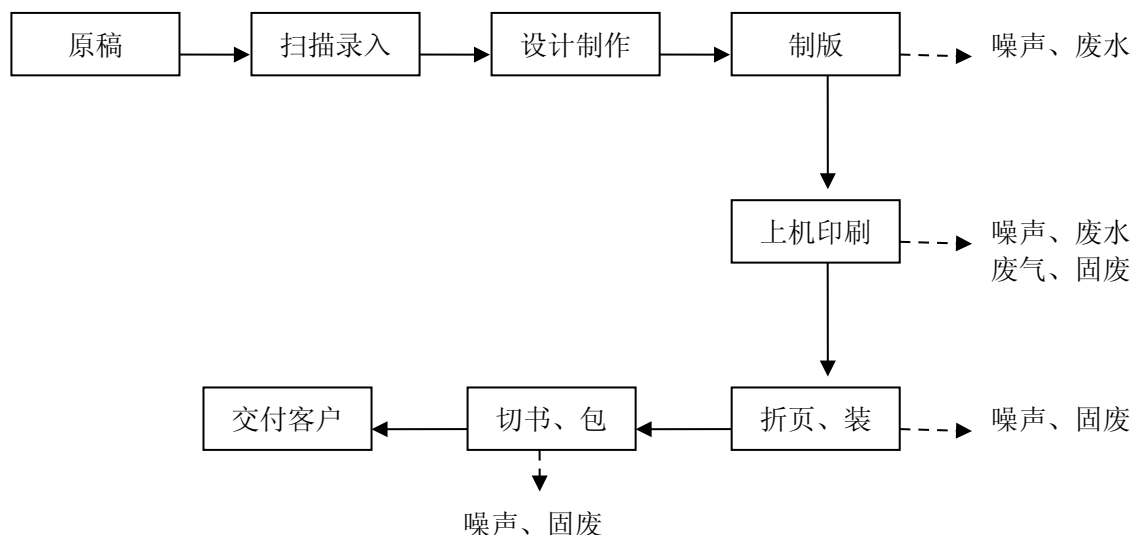 原稿
扫描录入
设计制作
制版
噪声、废水
上机印刷
噪声、废水
废气、固废
交付客户
切书、包
折页、装
噪声、固废
噪声、固废